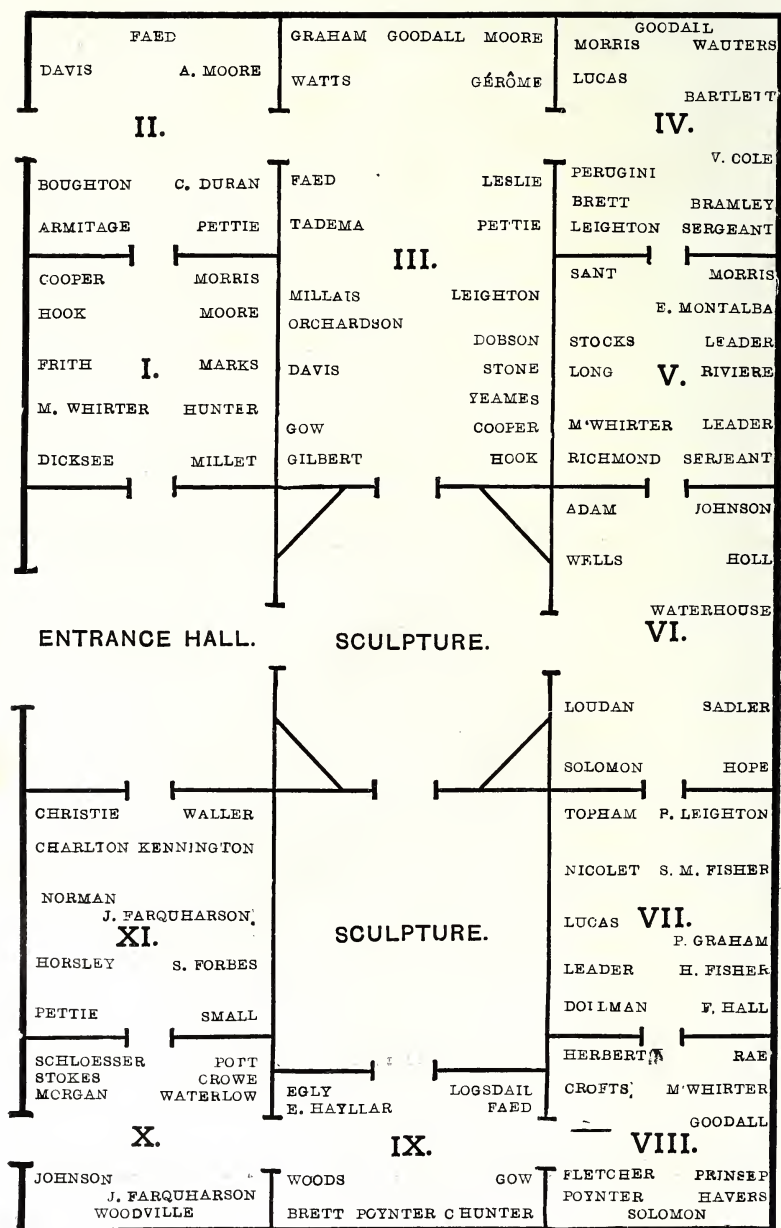 FAED
DAVIS A. MOORE
II.
BOUGHTON C. DURAN
ARMITAGE PETTIE
GRAHAM GOODALL MOORE
WATTS GÉRÔME
FAED LESLIE
TADEMA PETTIE
III.
MILLAIS LEIGHTON
ORCHARDSON
DOBSON
DAVIS STONE
YEAMES
GOW COOPER
GILBERT HOOK
GOODALL
MORRIS WAUTERS
LUCAS
BARTLETT
IV.
V. COLE
PERUGINI
BRETT BRAMLEY
LEIGHTON SERGEANT
COOPER MORRIS
HOOK MOORE
FRITH I. MARKS
M. WHIRTER HUNTER
DICKSEE MILLET
SANT MORRIS
E. MONTALBA
STOCKS LEADER
LONG V. RIVIERE
M'WHIRTER LEADER
RICHMOND SERJEANT
ENTRANCE HALL. SCULPTURE.
ADAM JOHNSON
WELLS HOLL
WATERHOUSE
VI.
LOUDAN SADLER
SOLOMON HOPE
CHRISTIE WALLER
CHARLTON KENNINGTON
NORMAN
J. FARQUHARSON.
XI.
HORSLEY S. FORBES
PETTIE SMALL
SCULPTURE.
TOPHAM P. LEIGHTON
NICOLET S. M. FISHER
LUCAS VII.
P. GRAHAM
LEADER H. FISHER
DOLLMAN F. HALL
SCHLOESSER POTT
STOKES CROWE
MORGAN WATERLOW
X.
JOHNSON
J. FARQUHARSON
WOODVILLE
EGLY LOGSDAIL
E. HAYLLAR FAED
IX.
WOODS GOW
BRETT POYNTER C HUNTER
HERBERT RAE
CROFTS M'WHIRTER
GOODALL
VIII.
FLETCHER PRINSEP
POYNTER HAVERS
SOLOMON